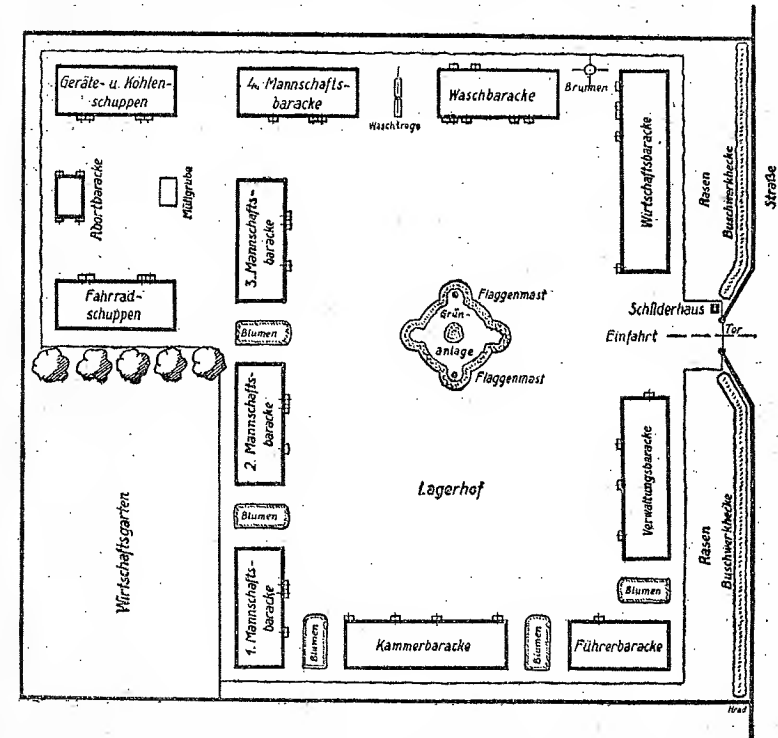 Geräte- u. Kohlen-
schuppen
4. Mannschafts-
baracke
Waschtröge
Waschbaracke
Brunnen
Wirtschaftsbaracke
Rasen
Buschwerkhecke
Straße
Abortbaracke
Müllgrube
3. Mannschafts-
baracke
Fahrrad-
schuppen
Blumen
Flaggenmast
Grün-
anlage
Flaggenmast
Schilderhaus
Einfahrt
Tor
2. Mannschafts-
baracke
Lagerhof
Verwaltungsbaracke
Rasen
Buschwerkhecke
Wirtschaftsgarten
Blumen
1. Mannschafts-
baracke
Blumen
Kammerbaracke
Blumen
Führerbaracke
Blumen
Hrad